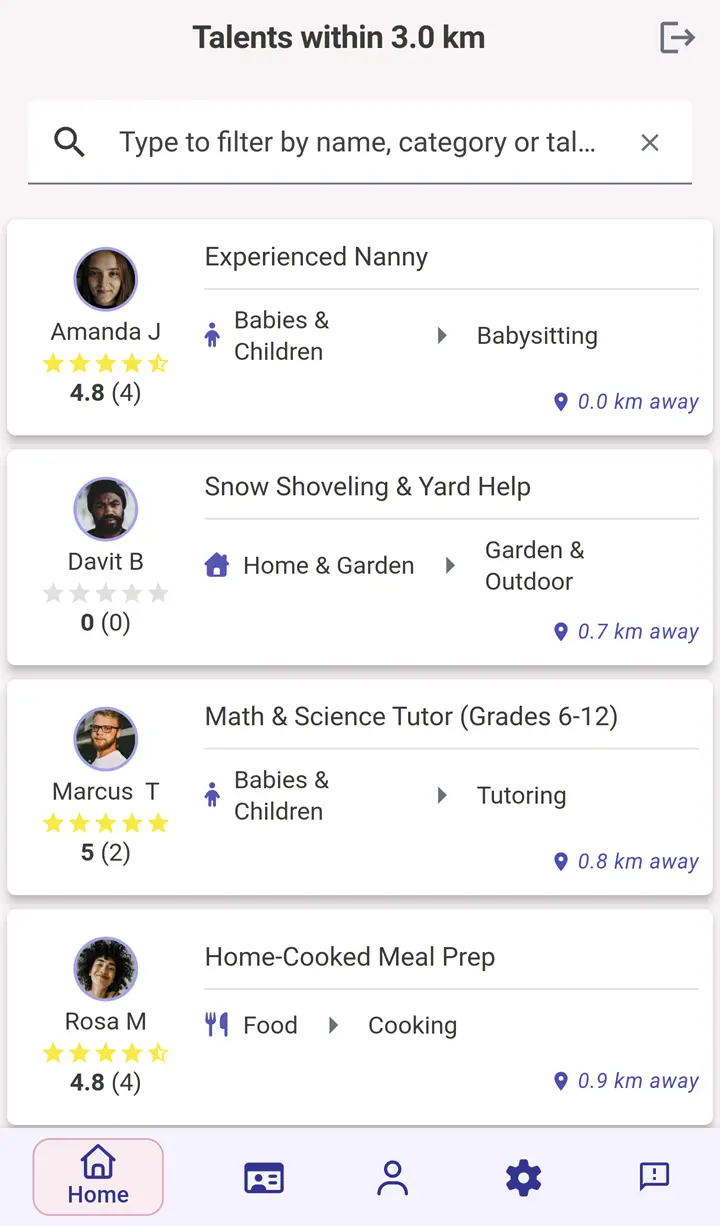 Talents within 3.0 km
Type to filter by name, category or tal...
Experienced Nanny
Amanda J
Babies &
Children
Babysitting
4.8 (4)
0.0 km away
Snow Shoveling & Yard Help
Davit B
Home & Garden
Garden &
Outdoor
0 (0)
0.7 km away
Math & Science Tutor (Grades 6-12)
Marcus T
Babies &
Children
Tutoring
5 (2)
0.8 km away
Home-Cooked Meal Prep
Rosa M
Food
Cooking
4.8 (4)
0.9 km away
Home